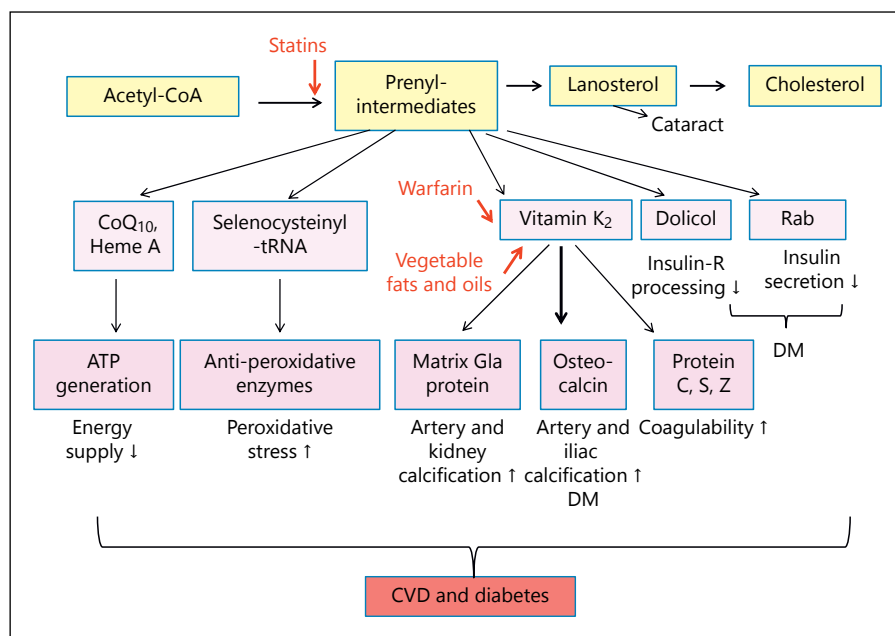 Statins
Acetyl-CoA
Prenyl-
intermediates
Lanosterol
Cholesterol
Cataract
Warfarin
CoQ₁₀,
Heme A
Selenocysteinyl
-tRNA
Vitamin K₂
Dolicol
Rab
Vegetable
fats and oils
Insulin-R
processing ↓
Insulin
secretion ↓
DM
ATP
generation
Anti-peroxidative
enzymes
Matrix Gla
protein
Osteo-
calcin
Protein
C, S, Z
Energy
supply ↓
Peroxidative
stress ↑
Artery and
kidney
calcification ↑
Artery and
iliac
calcification ↑
DM
Coagulability ↑
CVD and diabetes